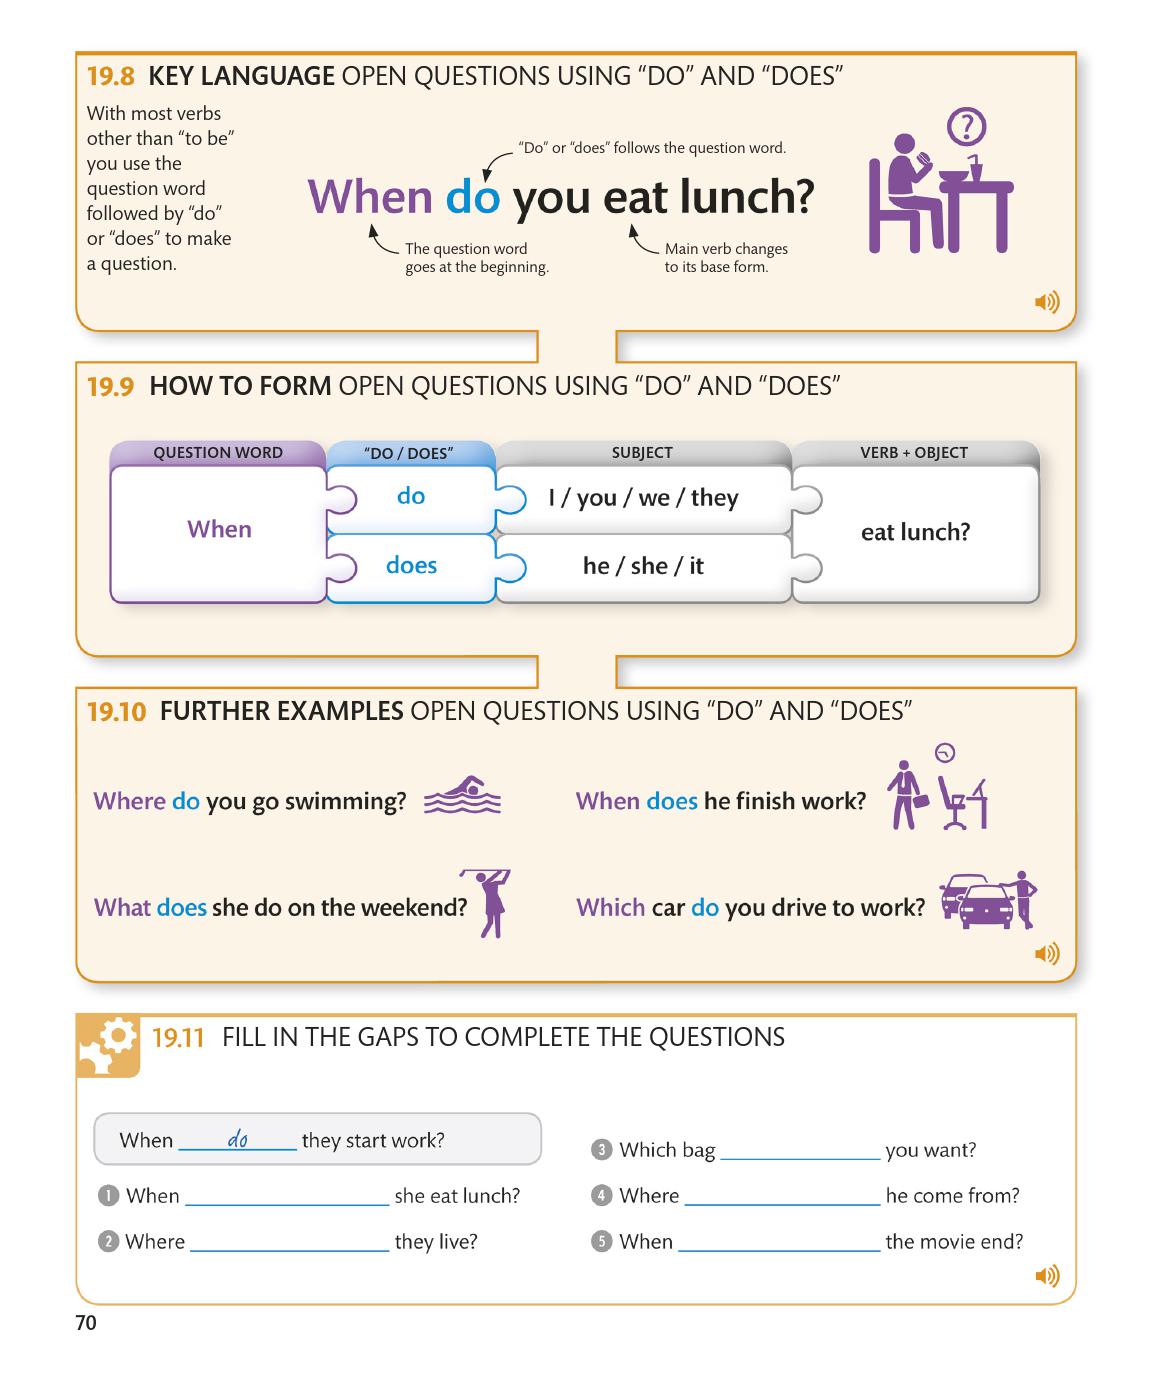 19.8 KEY LANGUAGE OPEN QUESTIONS USING “DO” AND “DOES”
With most verbs
other than “to be”
you use the
question word
followed by “do”
or “does” to make
a question.
“Do” or “does” follows the question word.
When do you eat lunch?
The question word
goes at the beginning.
Main verb changes
to its base form.
?
19.9 HOW TO FORM OPEN QUESTIONS USING “DO” AND “DOES”
QUESTION WORD “DO / DOES” SUBJECT VERB + OBJECT
When
do I / you / we / they
does he / she / it
eat lunch?
19.10 FURTHER EXAMPLES OPEN QUESTIONS USING “DO” AND “DOES”
Where do you go swimming?
When does he finish work?
What does she do on the weekend?
Which car do you drive to work?
19.11 FILL IN THE GAPS TO COMPLETE THE QUESTIONS
When do they start work?
1 When ____ she eat lunch?
2 Where ____ they live?
3 Which bag ____ you want?
4 Where ____ he come from?
5 When ____ the movie end?
70